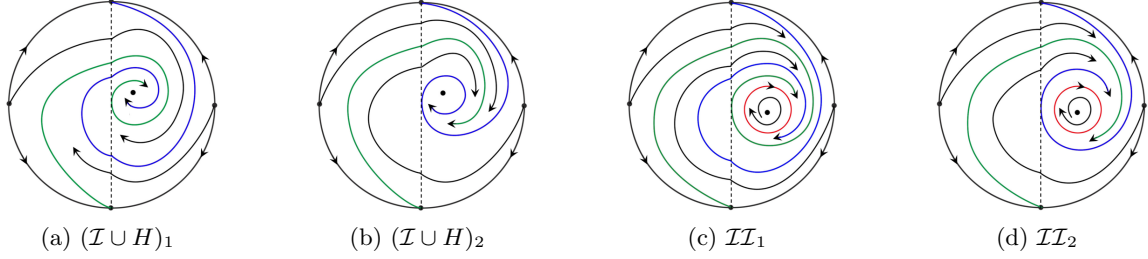 (a) (ℐ ∪ H)₁ (b) (ℐ ∪ H)₂ (c) ℐℐ₁ (d) ℐℐ₂